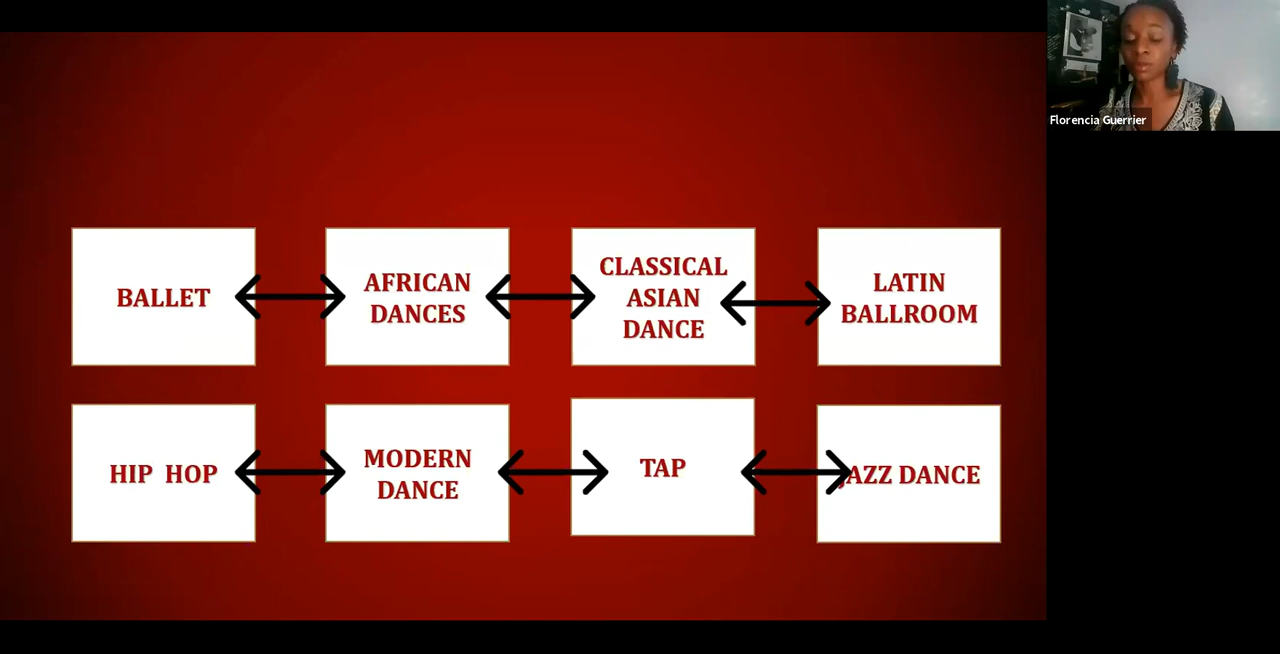 Florencia Guerrier
BALLET
AFRICAN
DANCES
CLASSICAL
ASIAN
DANCE
LATIN
BALLROOM
HIP HOP
MODERN
DANCE
TAP
JAZZ DANCE